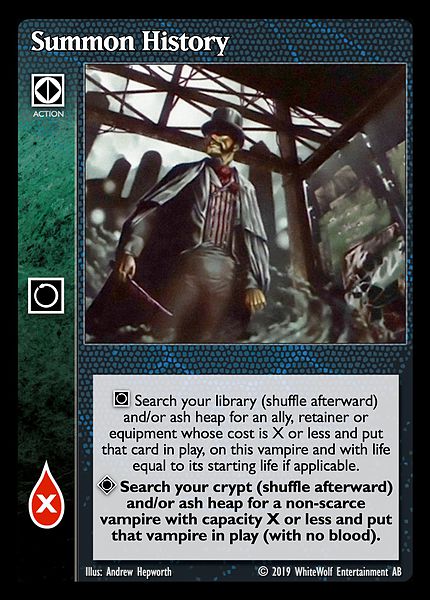 Summon History
ACTION
Search your library (shuffle afterward)
and/or ash heap for an ally, retainer or
equipment whose cost is X or less and put
that card in play, on this vampire and with life
equal to its starting life if applicable.
Search your crypt (shuffle afterward)
and/or ash heap for a non-scarce
vampire with capacity X or less and put
that vampire in play (with no blood).
X
Illus: Andrew Hepworth
© 2019 WhiteWolf Entertainment AB